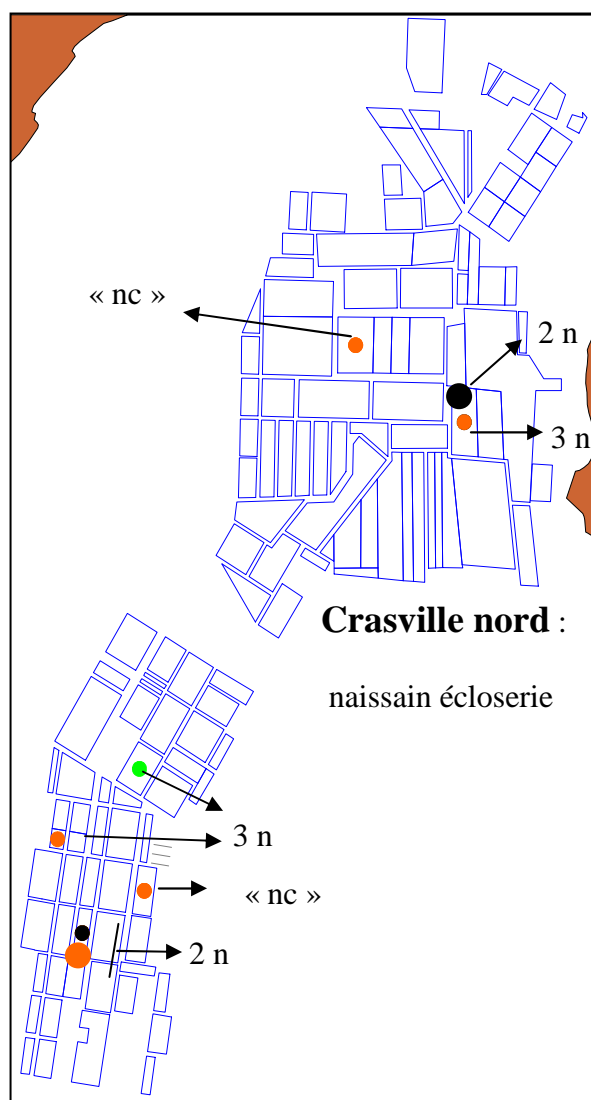 « nc »
2 n
3 n
Crasville nord :
naissain écloserie
3 n
« nc »
2 n